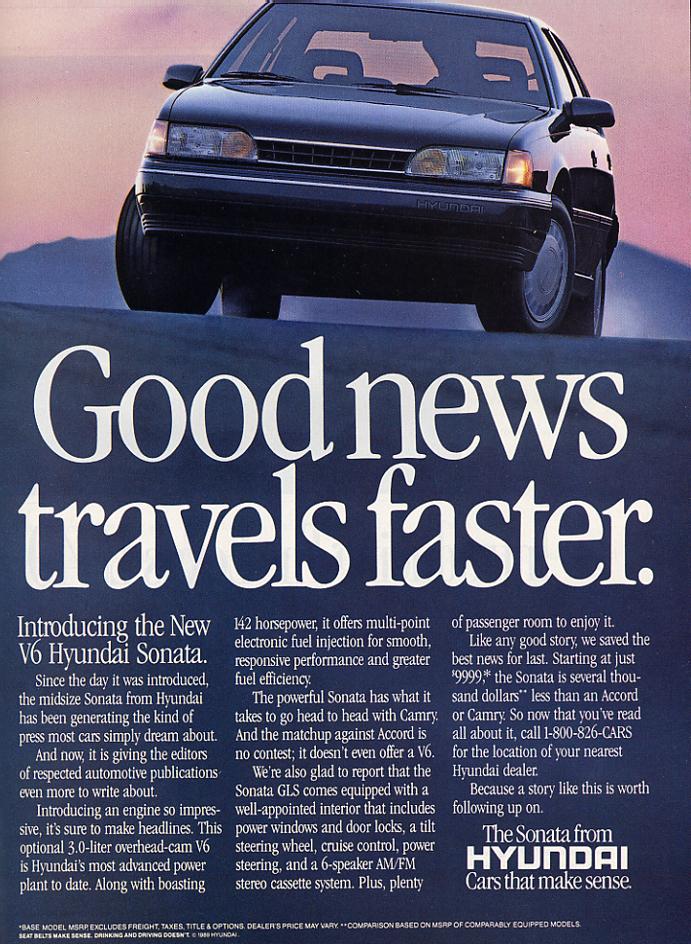 HYUNDAI
Good news
travels faster.
Introducing the New
V6 Hyundai Sonata.
Since the day it was introduced,
the midsize Sonata from Hyundai
has been generating the kind of
press most cars simply dream about.
And now, it is giving the editors
of respected automotive publications
even more to write about.
Introducing an engine so impres-
sive, it's sure to make headlines. This
optional 3.0-liter overhead-cam V6
is Hyundai's most advanced power
plant to date. Along with boasting
142 horsepower, it offers multi-point
electronic fuel injection for smooth,
responsive performance and greater
fuel efficiency.
The powerful Sonata has what it
takes to go head to head with Camry.
And the matchup against Accord is
no contest; it doesn't even offer a V6.
We're also glad to report that the
Sonata GLS comes equipped with a
well-appointed interior that includes
power windows and door locks, a tilt
steering wheel, cruise control, power
steering, and a 6-speaker AM/FM
stereo cassette system. Plus, plenty
of passenger room to enjoy it.
Like any good story, we saved the
best news for last. Starting at just
$9999,* the Sonata is several thou-
sand dollars** less than an Accord
or Camry. So now that you've read
all about it, call 1-800-826-CARS
for the location of your nearest
Hyundai dealer.
Because a story like this is worth
following up on.
The Sonata from
HYUNDAI
Cars that make sense.
*BASE MODEL MSRP, EXCLUDES FREIGHT, TAXES, TITLE & OPTIONS. DEALER'S PRICE MAY VARY. **COMPARISON BASED ON MSRP OF COMPARABLY EQUIPPED MODELS.
SEAT BELTS MAKE SENSE. DRINKING AND DRIVING DOESN'T. © 1989 HYUNDAI.